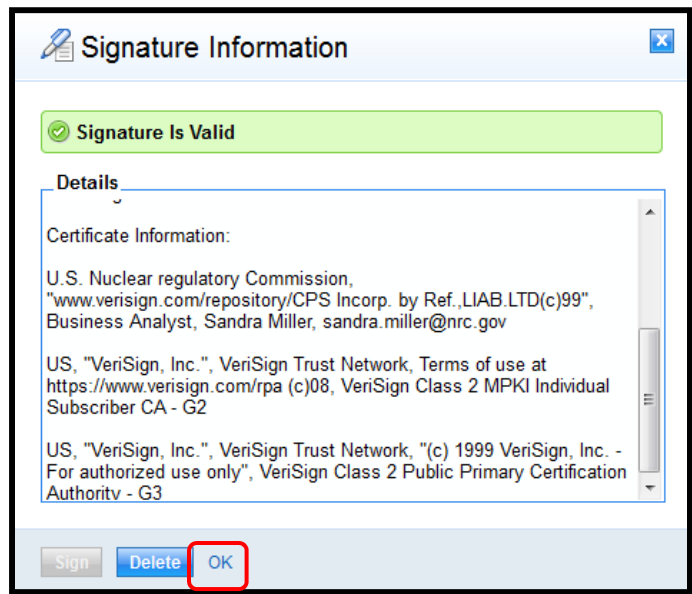 Signature Information
Signature Is Valid
Details
Certificate Information:
U.S. Nuclear regulatory Commission,
"www.verisign.com/repository/CPS Incorp. by Ref.,LIAB.LTD(c)99",
Business Analyst, Sandra Miller, sandra.miller@nrc.gov
US, "VeriSign, Inc.", VeriSign Trust Network, Terms of use at
https://www.verisign.com/rpa (c)08, VeriSign Class 2 MPKI Individual
Subscriber CA - G2
US, "VeriSign, Inc.", VeriSign Trust Network, "(c) 1999 VeriSign, Inc. -
For authorized use only", VeriSign Class 2 Public Primary Certification
Authority - G3
Sign Delete OK